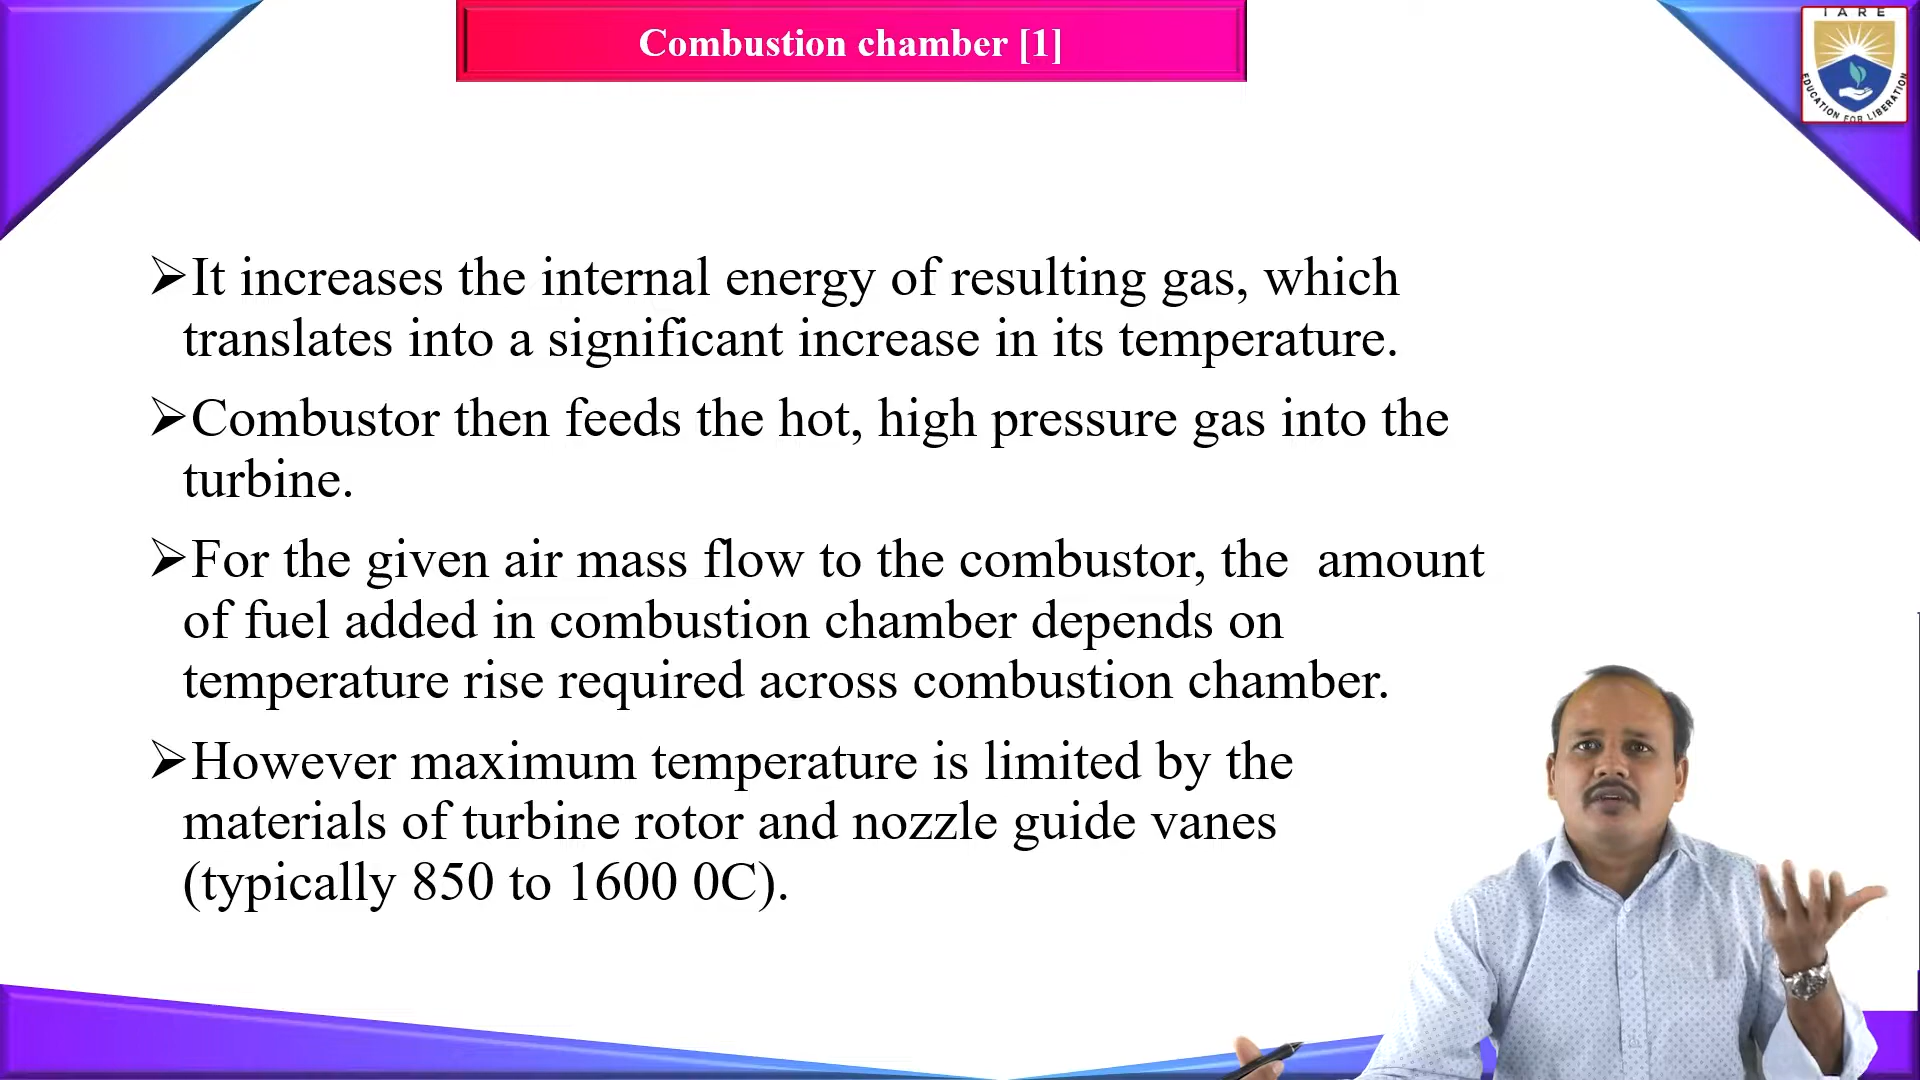 Combustion chamber [1]
IARE
EDUCATION FOR LIBERATION
➢It increases the internal energy of resulting gas, which
translates into a significant increase in its temperature.
➢Combustor then feeds the hot, high pressure gas into the
turbine.
➢For the given air mass flow to the combustor, the  amount
of fuel added in combustion chamber depends on
temperature rise required across combustion chamber.
➢However maximum temperature is limited by the
materials of turbine rotor and nozzle guide vanes
(typically 850 to 1600 0C).